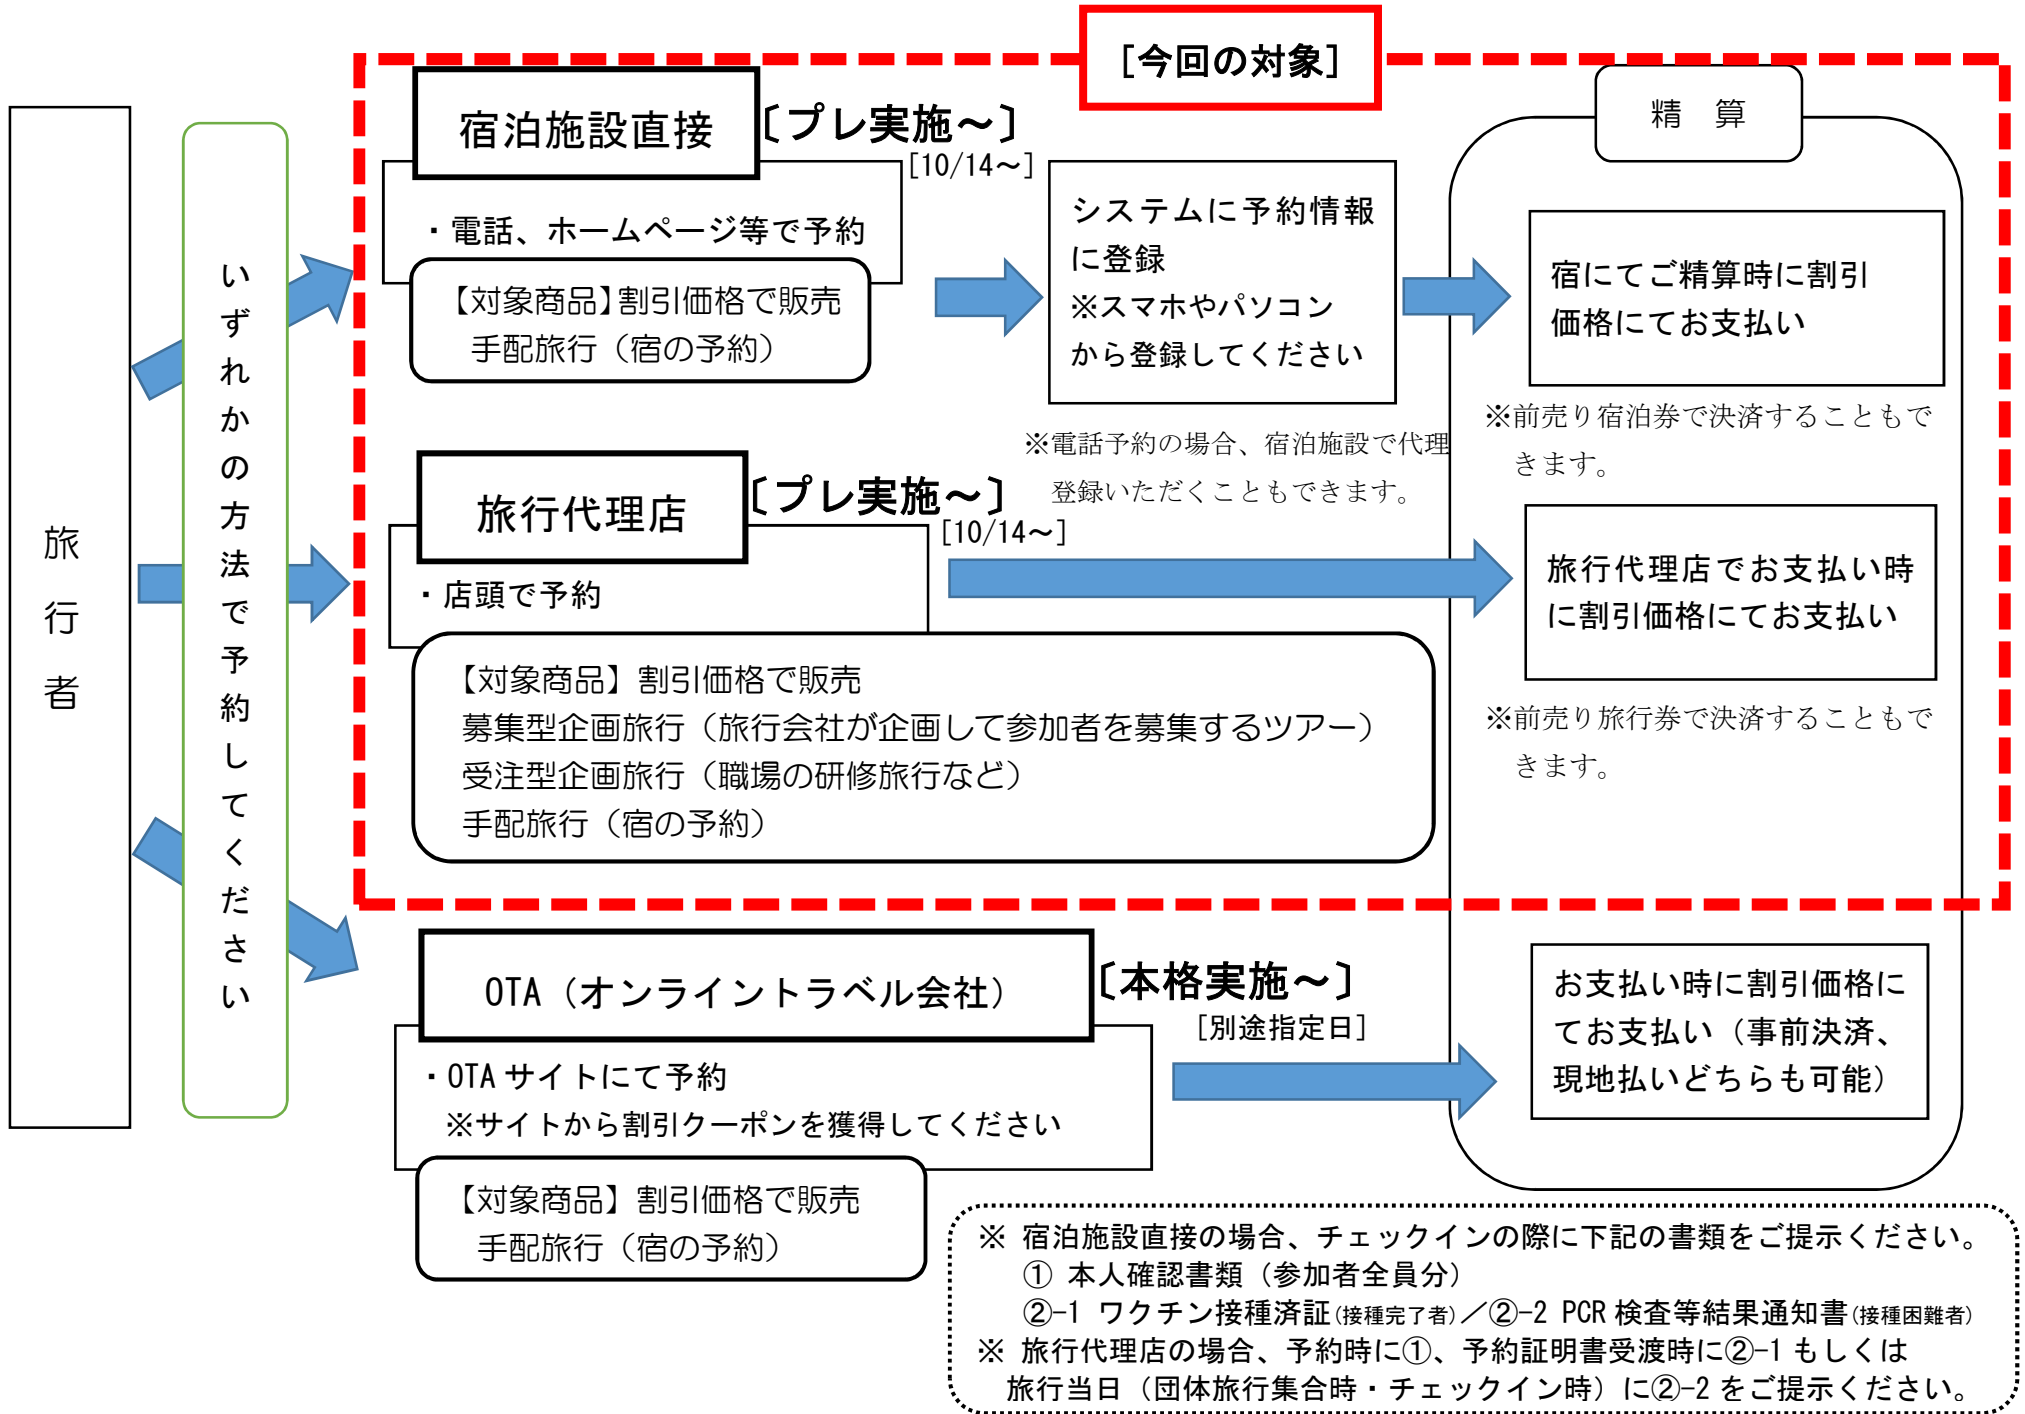 [今回の対象]
旅行者
いずれかの方法で予約してください
宿泊施設直接
〔プレ実施～〕
[10/14～]
・電話、ホームページ等で予約
【対象商品】割引価格で販売
手配旅行（宿の予約）
システムに予約情報
に登録
※スマホやパソコン
から登録してください
※電話予約の場合、宿泊施設で代理
登録いただくこともできます。
精　算
宿にてご精算時に割引
価格にてお支払い
※前売り宿泊券で決済することもで
きます。
旅行代理店
〔プレ実施～〕
[10/14～]
・店頭で予約
【対象商品】割引価格で販売
募集型企画旅行（旅行会社が企画して参加者を募集するツアー）
受注型企画旅行（職場の研修旅行など）
手配旅行（宿の予約）
旅行代理店でお支払い時
に割引価格にてお支払い
※前売り旅行券で決済することもで
きます。
OTA（オンライントラベル会社）
〔本格実施～〕
[別途指定日]
・OTA サイトにて予約
※サイトから割引クーポンを獲得してください
【対象商品】割引価格で販売
手配旅行（宿の予約）
お支払い時に割引価格に
てお支払い（事前決済、
現地払いどちらも可能）
※ 宿泊施設直接の場合、チェックインの際に下記の書類をご提示ください。
① 本人確認書類（参加者全員分）
②-1 ワクチン接種済証(接種完了者)／②-2 PCR 検査等結果通知書(接種困難者)
※ 旅行代理店の場合、予約時に①、予約証明書受渡時に②-1 もしくは
旅行当日（団体旅行集合時・チェックイン時）に②-2 をご提示ください。